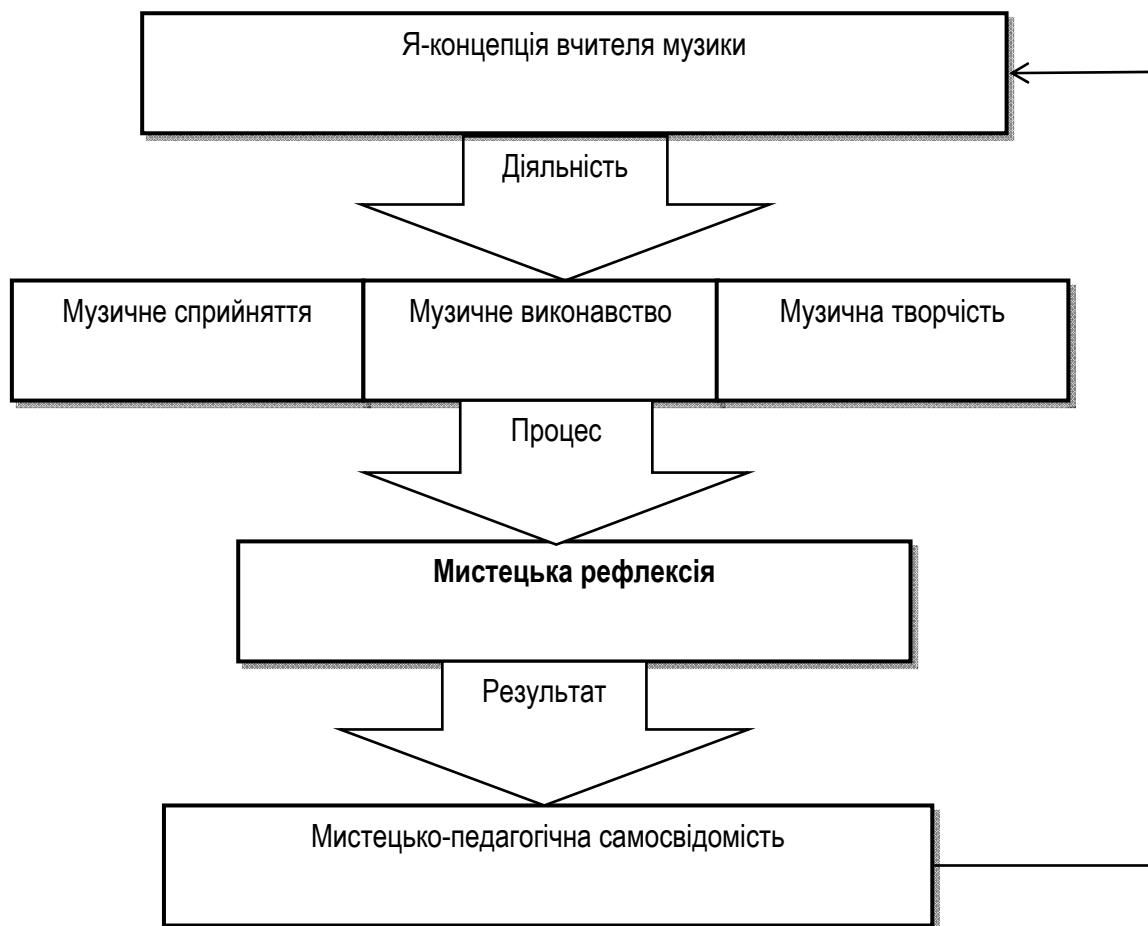 Я-концепція вчителя музики
Діяльність
Музичне сприйняття
Музичне виконавство
Музична творчість
Процес
Мистецька рефлексія
Результат
Мистецько-педагогічна самосвідомість